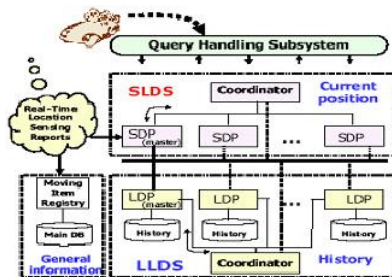 Query Handling Subsystem
SLDS
Coordinator
Current
position
Real-Time
Location
Sensing
Reports
SDP
(master)
SDP
...
SDP
Moving
Item
Registry
Main DB
General
information
LDP
(master)
LDP
...
LDP
History
History
History
LLDS
Coordinator
History